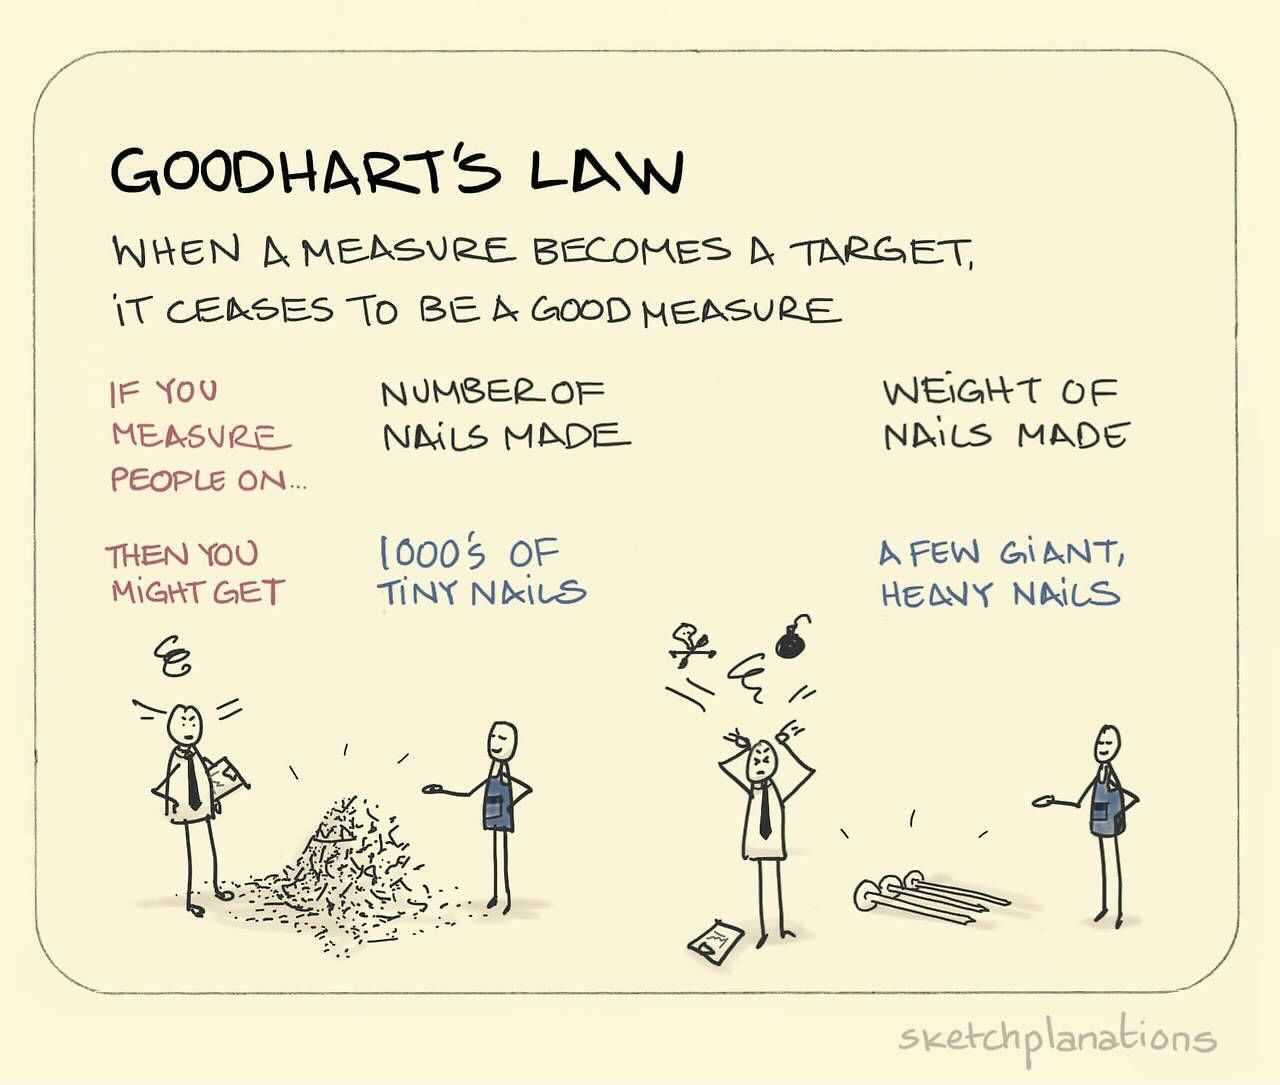 GOODHART'S LAW
WHEN A MEASURE BECOMES A TARGET,
IT CEASES TO BE A GOOD MEASURE
IF YOU
MEASURE
PEOPLE ON...
NUMBER OF
NAILS MADE
WEIGHT OF
NAILS MADE
THEN YOU
MIGHT GET
1000'S OF
TINY NAILS
A FEW GIANT,
HEAVY NAILS
sketchplanations